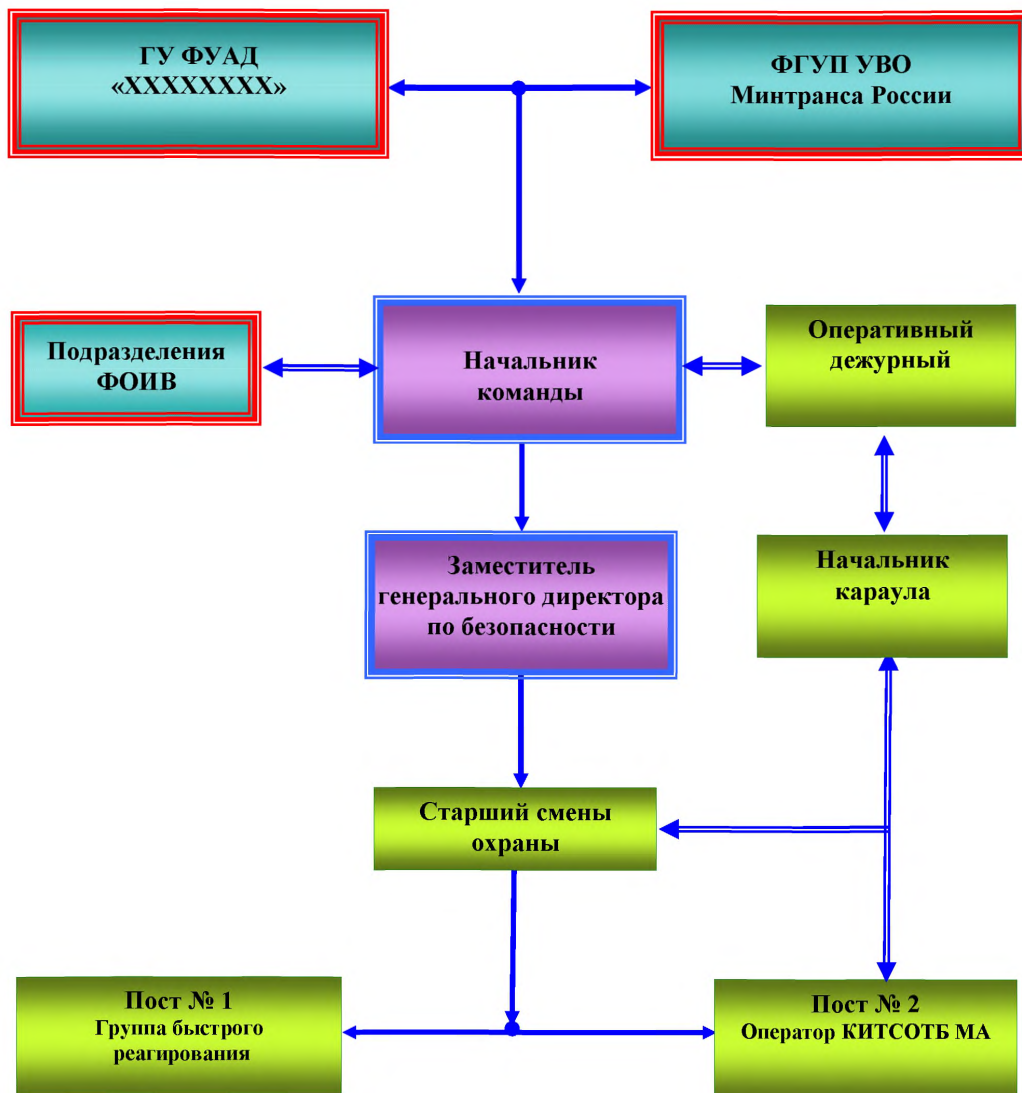 ГУ ФУАД
«ХХХХХХХХ»
ФГУП УВО
Минтранса России
Подразделения
ФОИВ
Начальник
команды
Оперативный
дежурный
Заместитель
генерального директора
по безопасности
Начальник
караула
Старший смены
охраны
Пост № 1
Группа быстрого
реагирования
Пост № 2
Оператор КИТСОТБ МА